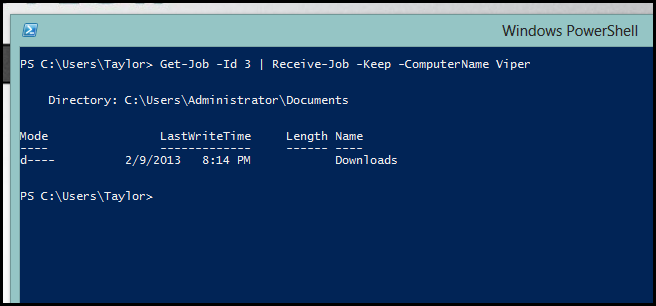 Windows PowerShell
PS C:\Users\Taylor> Get-Job -Id 3 | Receive-Job -Keep -ComputerName Viper
Directory: C:\Users\Administrator\Documents
Mode                LastWriteTime     Length Name
----                -------------     ------ ----
d----          2/9/2013   8:14 PM            Downloads
PS C:\Users\Taylor>